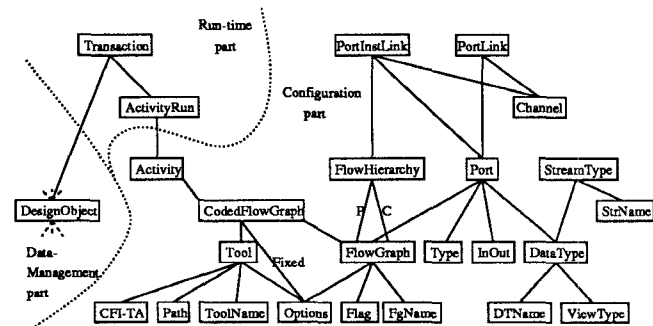 Transaction
Run-time
part
PortInstLink
PortLink
ActivityRun
Configuration
part
Channel
Activity
FlowHierarchy
Port
StreamType
DesignObject
CodedFlowGraph
P
C
StrName
Data-
Management
part
Tool
Fixed
FlowGraph
Type
InOut
DataType
CFI-TA
Path
ToolName
Options
Flag
FgName
DTName
ViewType